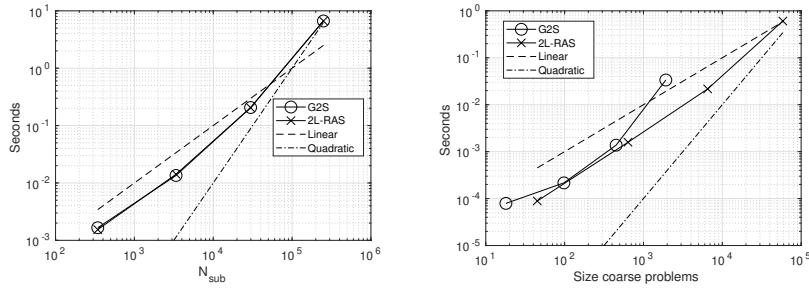 10^1
10^0
10^-1
10^-2
10^-3
Seconds
10^2
10^3
10^4
10^5
10^6
N_sub
G2S
2L-RAS
Linear
Quadratic
10^0
10^-1
10^-2
10^-3
10^-4
10^-5
Seconds
10^1
10^2
10^3
10^4
10^5
Size coarse problems
G2S
2L-RAS
Linear
Quadratic